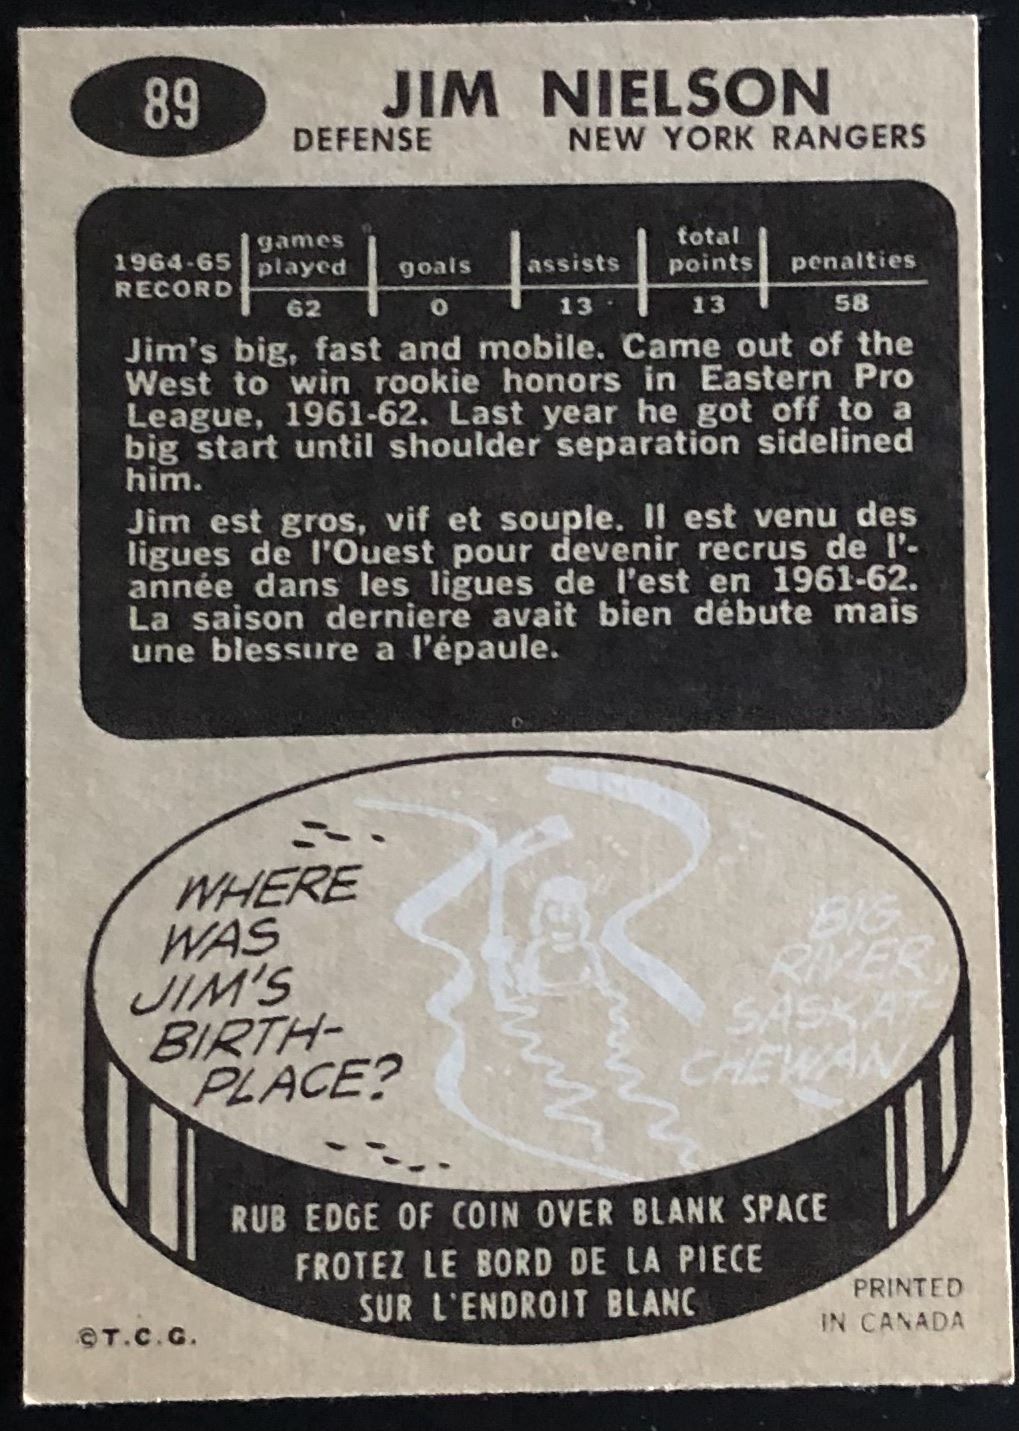 89
JIM NIELSON
DEFENSE NEW YORK RANGERS
1964-65 RECORD games played goals assists total points penalties
62 0 13 13 58
Jim's big, fast and mobile. Came out of the
West to win rookie honors in Eastern Pro
League, 1961-62. Last year he got off to a
big start until shoulder separation sidelined
him.
Jim est gros, vif et souple. Il est venu des
ligues de l'Ouest pour devenir recrus de l'-
année dans les ligues de l'est en 1961-62.
La saison derniere avait bien débute mais
une blessure a l'épaule.
D
WHERE
WAS
JIM'S
BIRTH-
PLACE?
BIG
RIVER,
SASKAT-
CHEWAN
RUB EDGE OF COIN OVER BLANK SPACE
FROTEZ LE BORD DE LA PIECE
SUR L'ENDROIT BLANC
PRINTED
IN CANADA
©T.C.G.